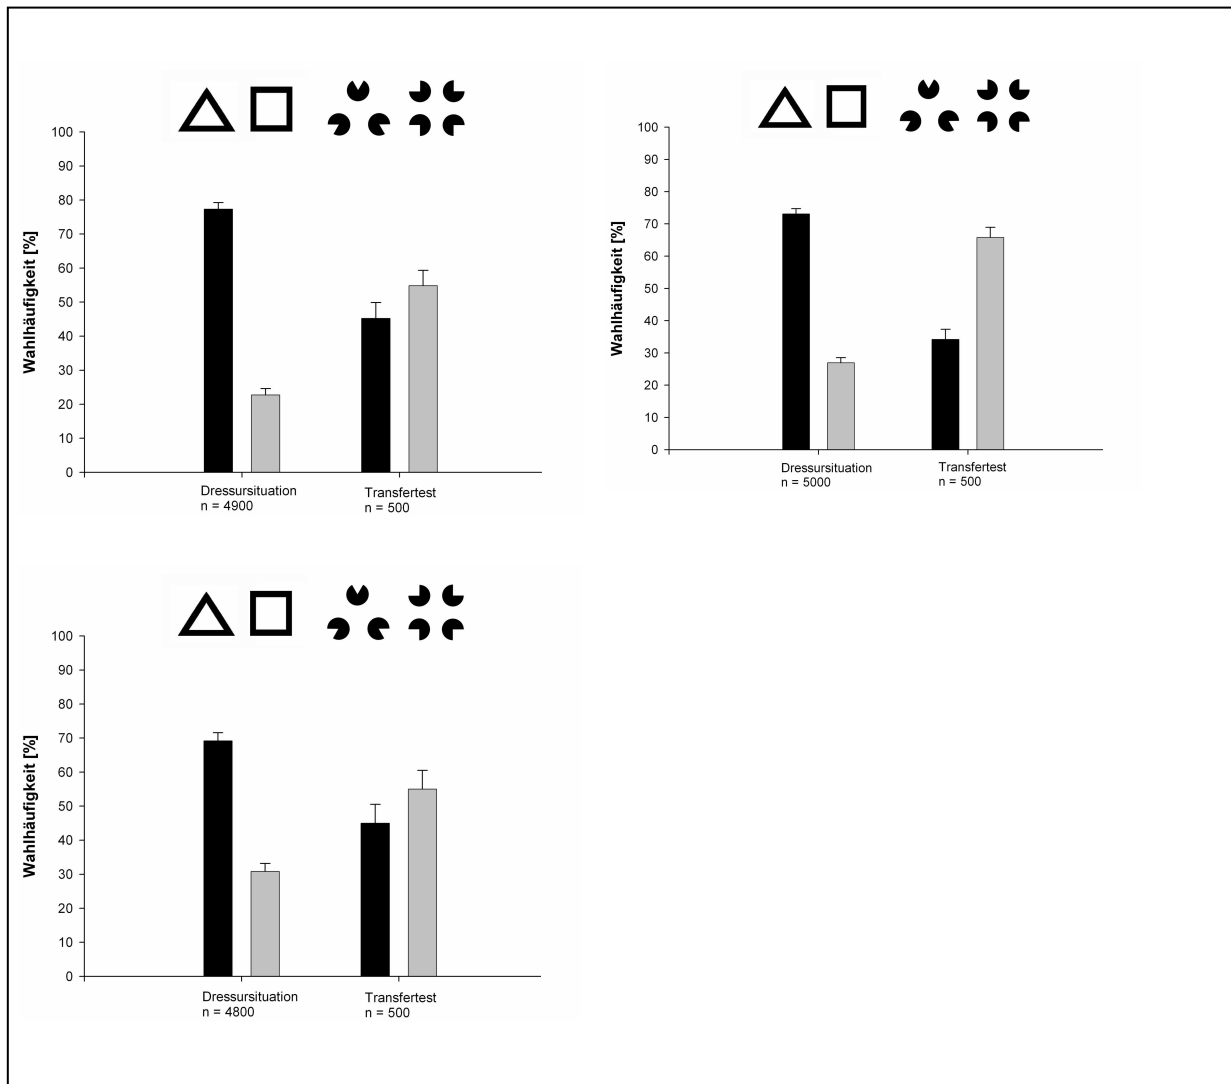 100
90
80
70
60
50
40
30
20
10
0
Wahlhäufigkeit [%]
Dressursituation
n = 4900
Transfertest
n = 500
100
90
80
70
60
50
40
30
20
10
0
Wahlhäufigkeit [%]
Dressursituation
n = 5000
Transfertest
n = 500
100
90
80
70
60
50
40
30
20
10
0
Wahlhäufigkeit [%]
Dressursituation
n = 4800
Transfertest
n = 500